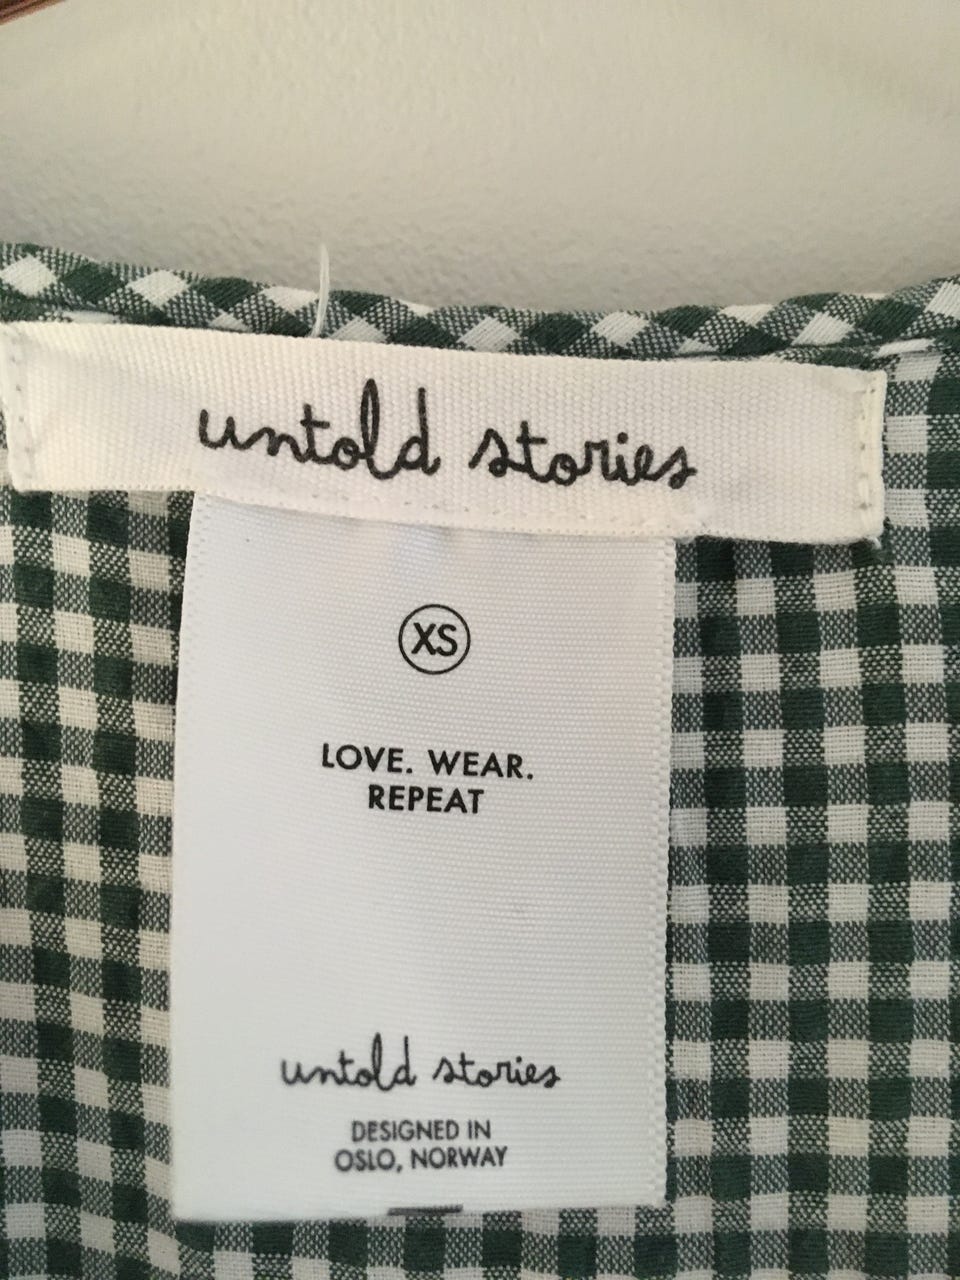 untold stories
XS
LOVE. WEAR.
REPEAT
untold stories
DESIGNED IN
OSLO, NORWAY